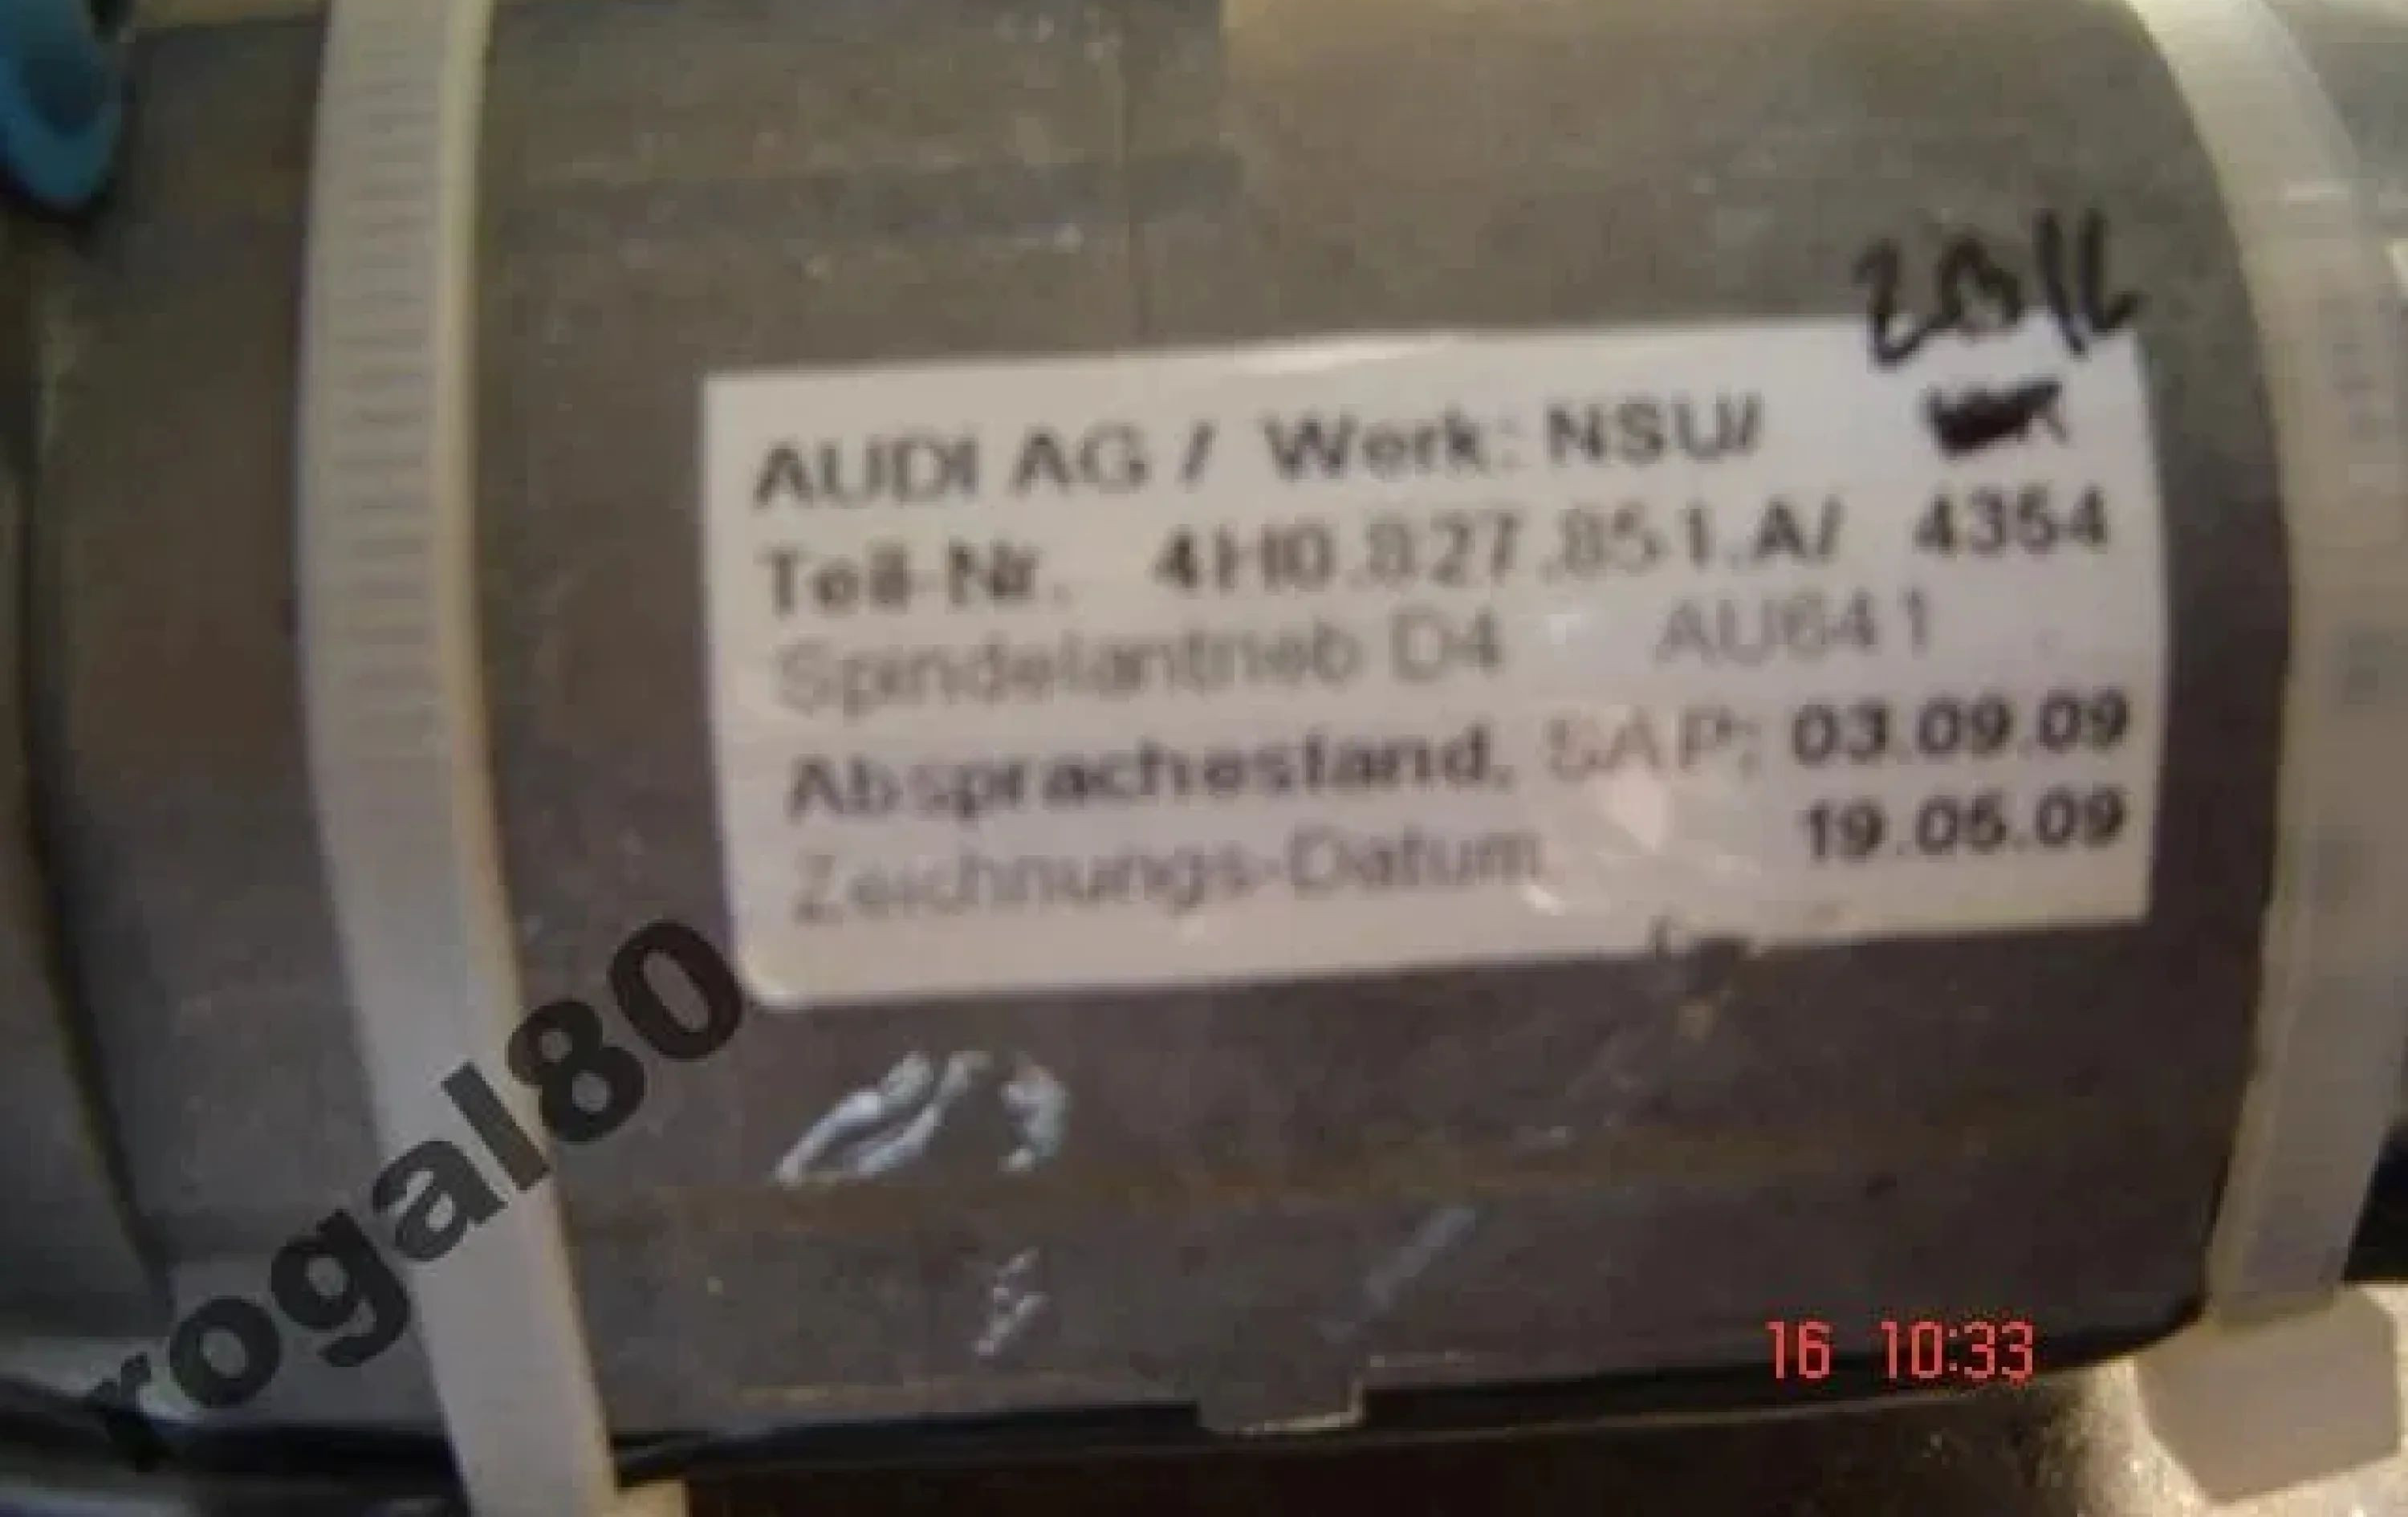 AUDI AG / Werk: NSU/
Teil-Nr. 4H0.827.851.A/ 4354
Spindelantrieb D4 AU641
Absprachestand, SAP; 03.09.09
Zeichnungs-Datum 19.05.09
rogal80
16 10:33